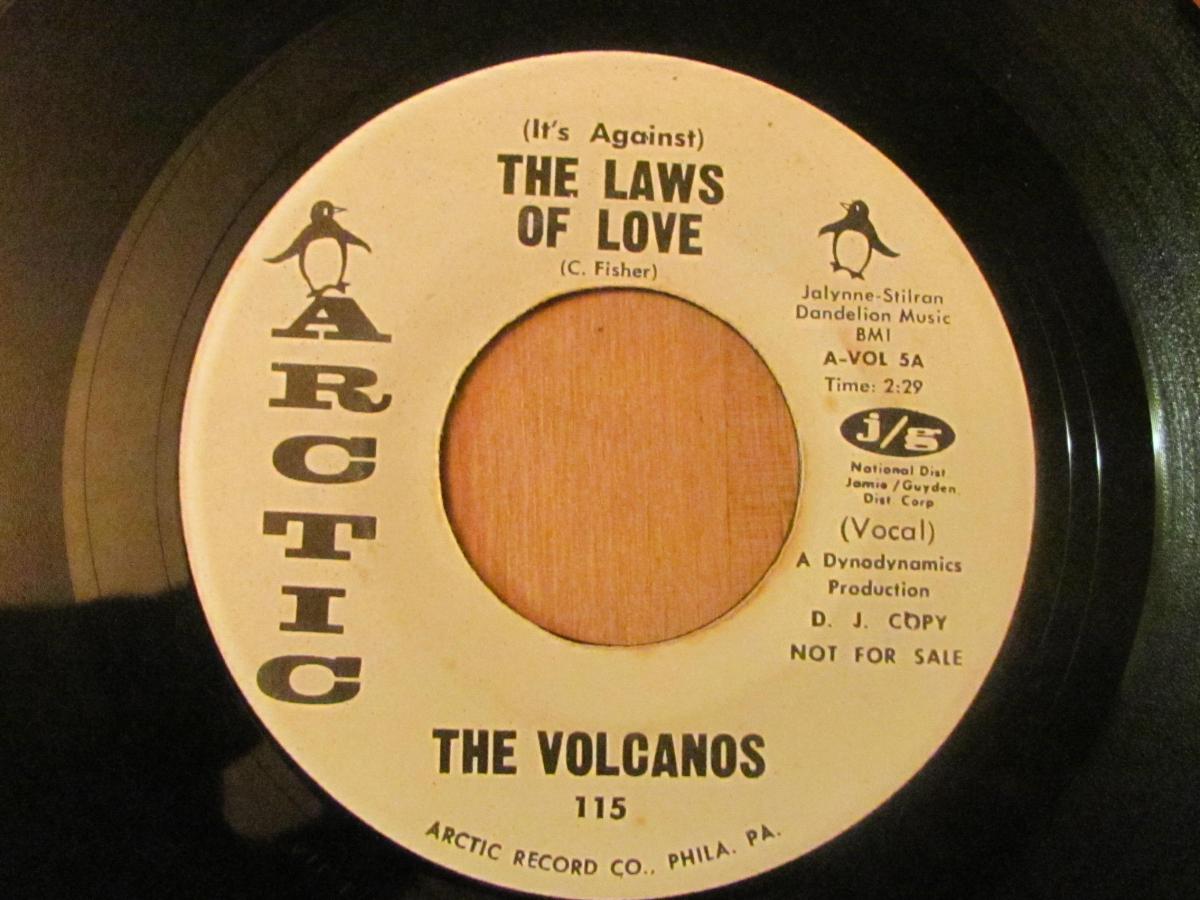 (It's Against)
THE LAWS
OF LOVE
(C. Fisher)
ARCTIC
Jalynne-Stilran
Dandelion Music
BMI
A-VOL 5A
Time: 2:29
j/g
National Dist.
Jamie/Guyden
Dist Corp
(Vocal)
A Dynodynamics
Production
D. J. COPY
NOT FOR SALE
THE VOLCANOS
115
ARCTIC RECORD CO., PHILA. PA.